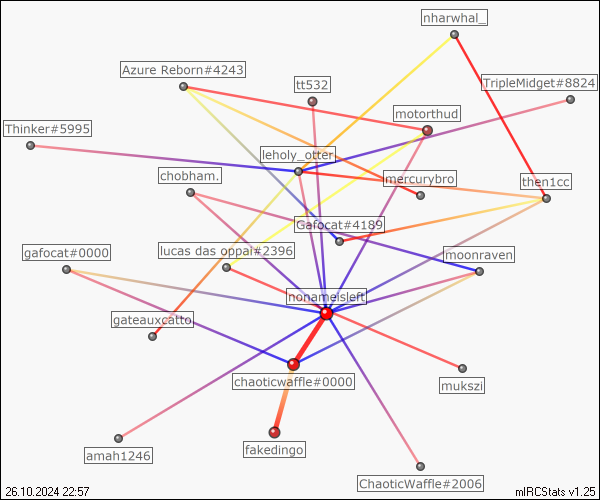 nharwhal_
Azure Reborn#4243
tt532
TripleMidget#8824
motorthud
Thinker#5995
leholy_otter
chobham.
mercurybro
then1cc
Gafocat#4189
gafocat#0000
lucas das oppai#2396
moonraven
nonameisleft
gateauxcatto
chaoticwaffle#0000
mukszi
fakedingo
amah1246
ChaoticWaffle#2006
26.10.2024 22:57
mIRCStats v1.25